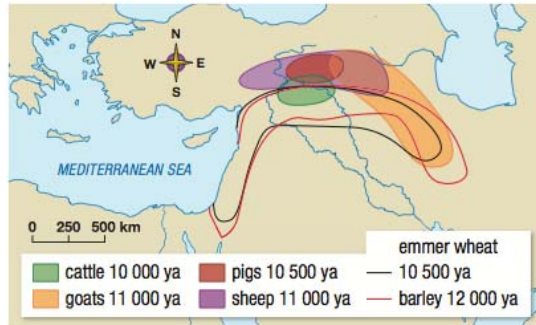 N
W E
S
MEDITERRANEAN SEA
0 250 500 km
cattle 10 000 ya
goats 11 000 ya
pigs 10 500 ya
sheep 11 000 ya
emmer wheat
10 500 ya
barley 12 000 ya